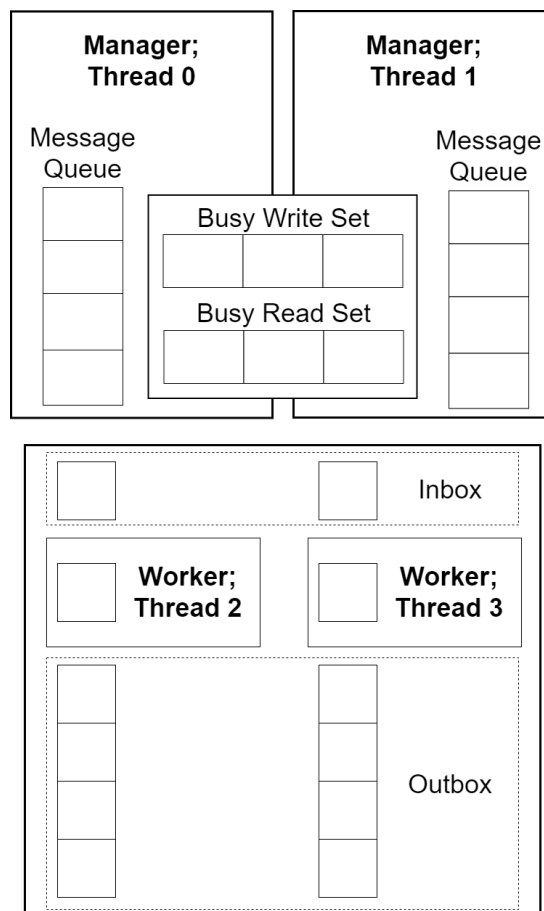 Manager;
Thread 0
Manager;
Thread 1
Message
Queue
Message
Queue
Busy Write Set
Busy Read Set
Inbox
Worker;
Thread 2
Worker;
Thread 3
Outbox